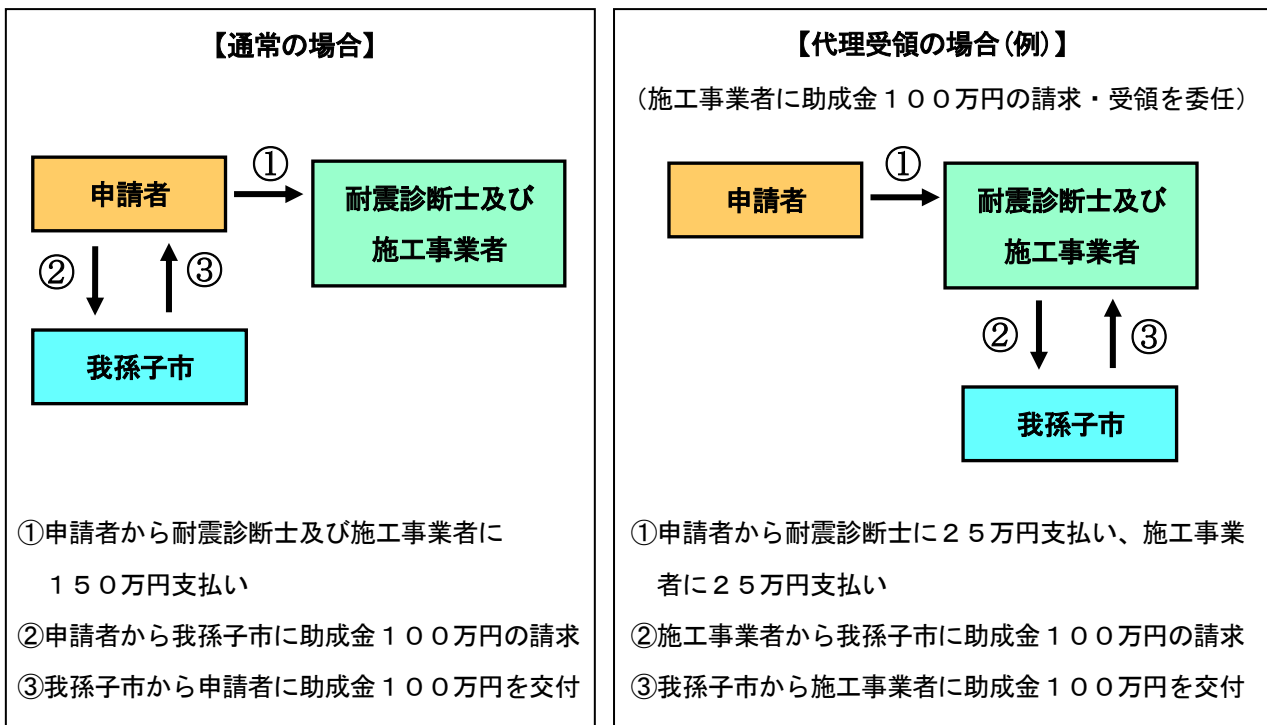 【通常の場合】
申請者
①
耐震診断士及び
施工事業者
②
③
我孫子市
①申請者から耐震診断士及び施工事業者に
１５０万円支払い
②申請者から我孫子市に助成金１００万円の請求
③我孫子市から申請者に助成金１００万円を交付
【代理受領の場合（例）】
（施工事業者に助成金１００万円の請求・受領を委任）
申請者
①
耐震診断士及び
施工事業者
②
③
我孫子市
①申請者から耐震診断士に２５万円支払い、施工事業
者に２５万円支払い
②施工事業者から我孫子市に助成金１００万円の請求
③我孫子市から施工事業者に助成金１００万円を交付